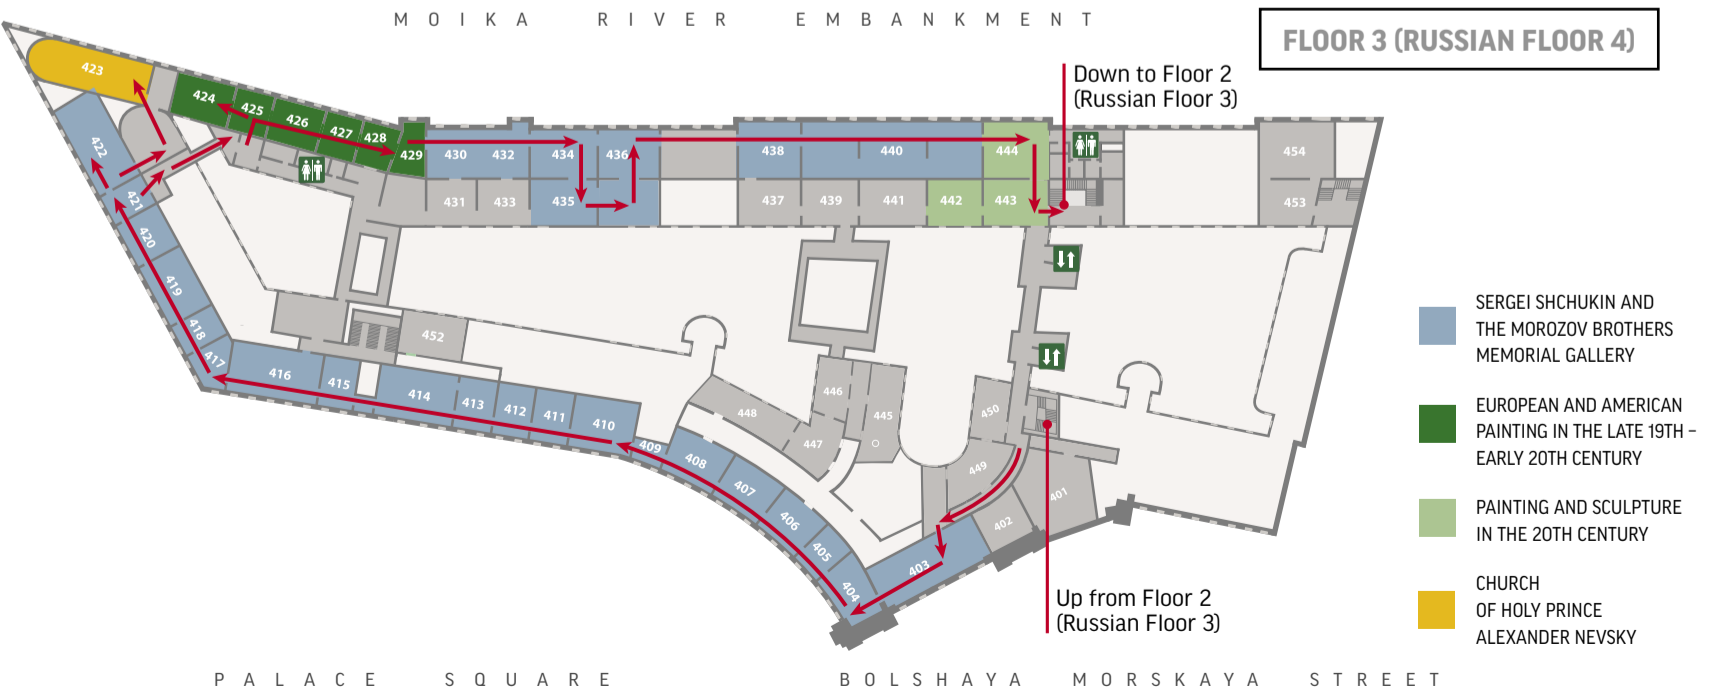 MOIKA RIVER EMBANKMENT
FLOOR 3 (RUSSIAN FLOOR 4)
Down to Floor 2
(Russian Floor 3)
423
424
425
426
427
428
429
430
432
434
436
438
440
444
454
422
421
431
433
435
437
439
441
442
443
453
420
419
418
417
452
416
415
414
413
412
411
410
409
408
407
406
405
404
403
402
401
446
445
448
447
450
449
SERGEI SHCHUKIN AND
THE MOROZOV BROTHERS
MEMORIAL GALLERY
EUROPEAN AND AMERICAN
PAINTING IN THE LATE 19TH –
EARLY 20TH CENTURY
PAINTING AND SCULPTURE
IN THE 20TH CENTURY
CHURCH
OF HOLY PRINCE
ALEXANDER NEVSKY
Up from Floor 2
(Russian Floor 3)
PALACE SQUARE
BOLSHAYA MORSKAYA STREET